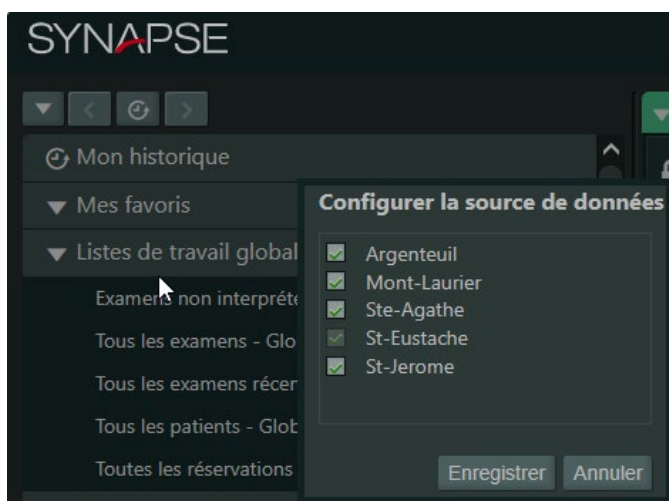 SYNAPSE
Mon historique
Mes favoris
Listes de travail global
Examens non interpréte
Tous les examens - Glo
Tous les examens récen
Tous les patients - Glob
Toutes les réservations
Configurer la source de données
Argenteuil
Mont-Laurier
Ste-Agathe
St-Eustache
St-Jerome
Enregistrer Annuler